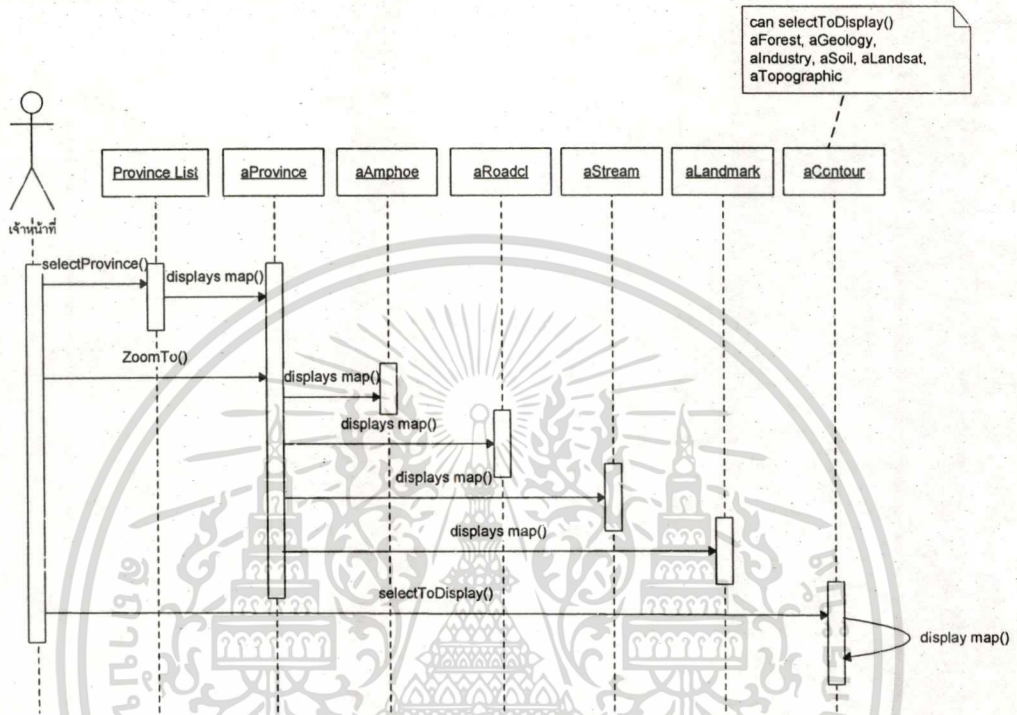 can selectToDisplay()
aForest, aGeology,
aIndustry, aSoil, aLandsat,
aTopographic
Province List
aProvince
aAmphoe
aRoadcl
aStream
aLandmark
aContour
เจ้าหน้าที่
selectProvince()
displays map()
ZoomTo()
displays map()
displays map()
displays map()
displays map()
selectToDisplay()
display map()